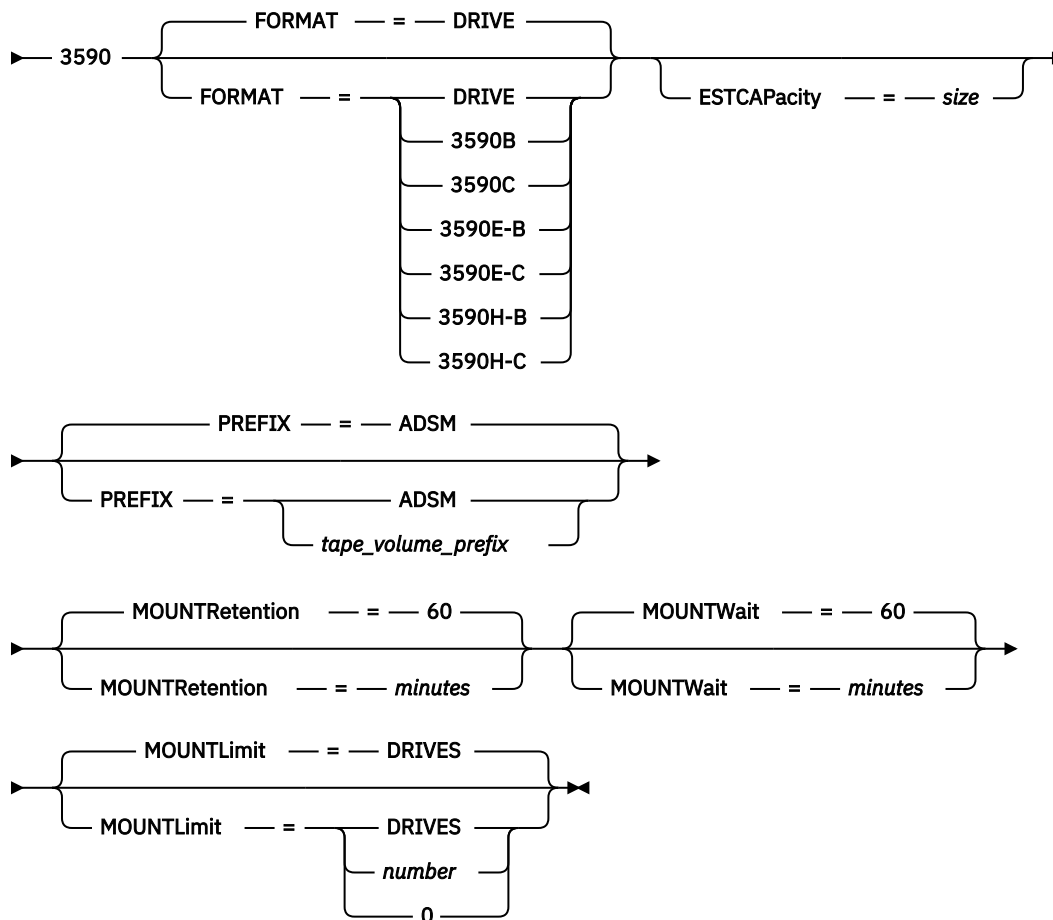 FORMAT = DRIVE
3590
FORMAT = DRIVE
ESTCAPacity = size
3590B
3590C
3590E-B
3590E-C
3590H-B
3590H-C
PREFIX = ADSM
PREFIX = ADSM
tape_volume_prefix
MOUNTRetention = 60 MOUNTWait = 60
MOUNTRetention = minutes MOUNTWait = minutes
MOUNTLimit = DRIVES
MOUNTLimit = DRIVES
number
0